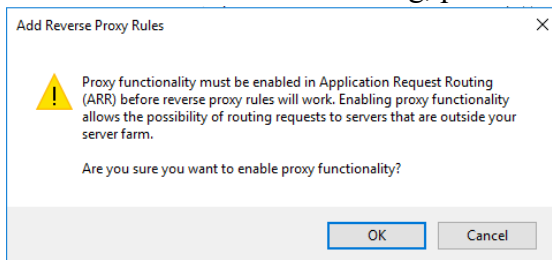 Add Reverse Proxy Rules
Proxy functionality must be enabled in Application Request Routing
(ARR) before reverse proxy rules will work. Enabling proxy functionality
allows the possibility of routing requests to servers that are outside your
server farm.
Are you sure you want to enable proxy functionality?
OK Cancel